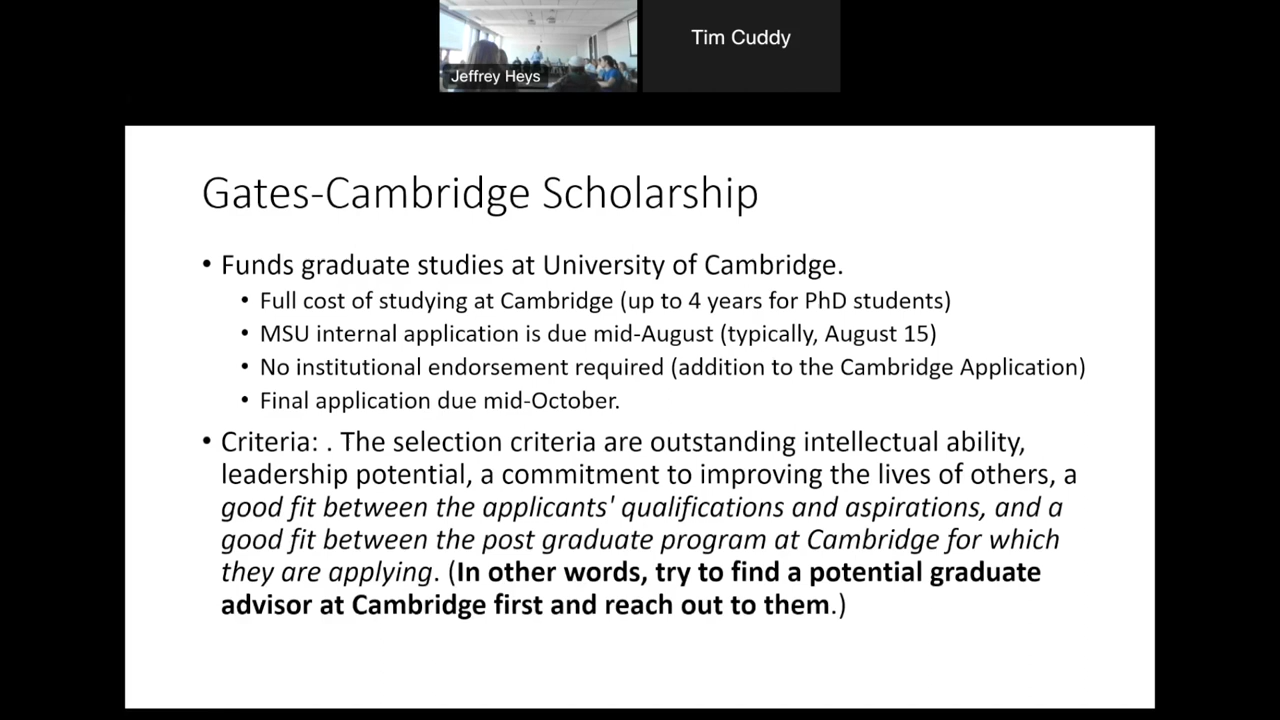 Jeffrey Heys
Tim Cuddy
Gates-Cambridge Scholarship
• Funds graduate studies at University of Cambridge.
• Full cost of studying at Cambridge (up to 4 years for PhD students)
• MSU internal application is due mid-August (typically, August 15)
• No institutional endorsement required (addition to the Cambridge Application)
• Final application due mid-October.
• Criteria: . The selection criteria are outstanding intellectual ability,
leadership potential, a commitment to improving the lives of others, a
good fit between the applicants' qualifications and aspirations, and a
good fit between the post graduate program at Cambridge for which
they are applying. (In other words, try to find a potential graduate
advisor at Cambridge first and reach out to them.)